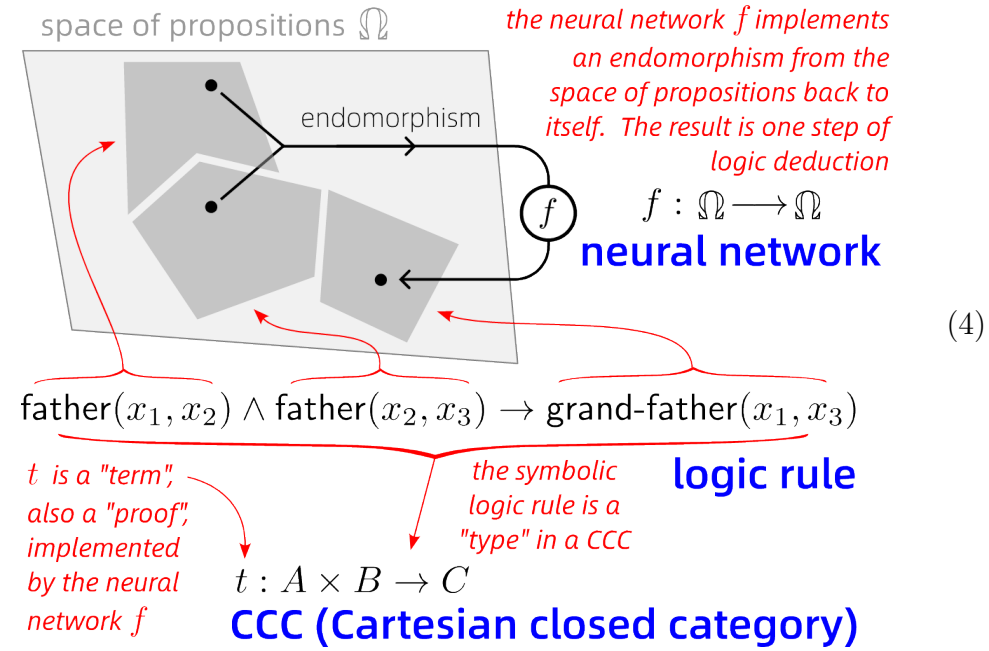 space of propositions Ω
the neural network f implements
an endomorphism from the
space of propositions back to
itself. The result is one step of
logic deduction
endomorphism
f
f : Ω ⟶ Ω
neural network
(4)
father(x₁, x₂) ∧ father(x₂, x₃) → grand-father(x₁, x₃)
logic rule
t is a "term",
also a "proof",
implemented
by the neural
network f
the symbolic
logic rule is a
"type" in a CCC
t : A × B → C
CCC (Cartesian closed category)